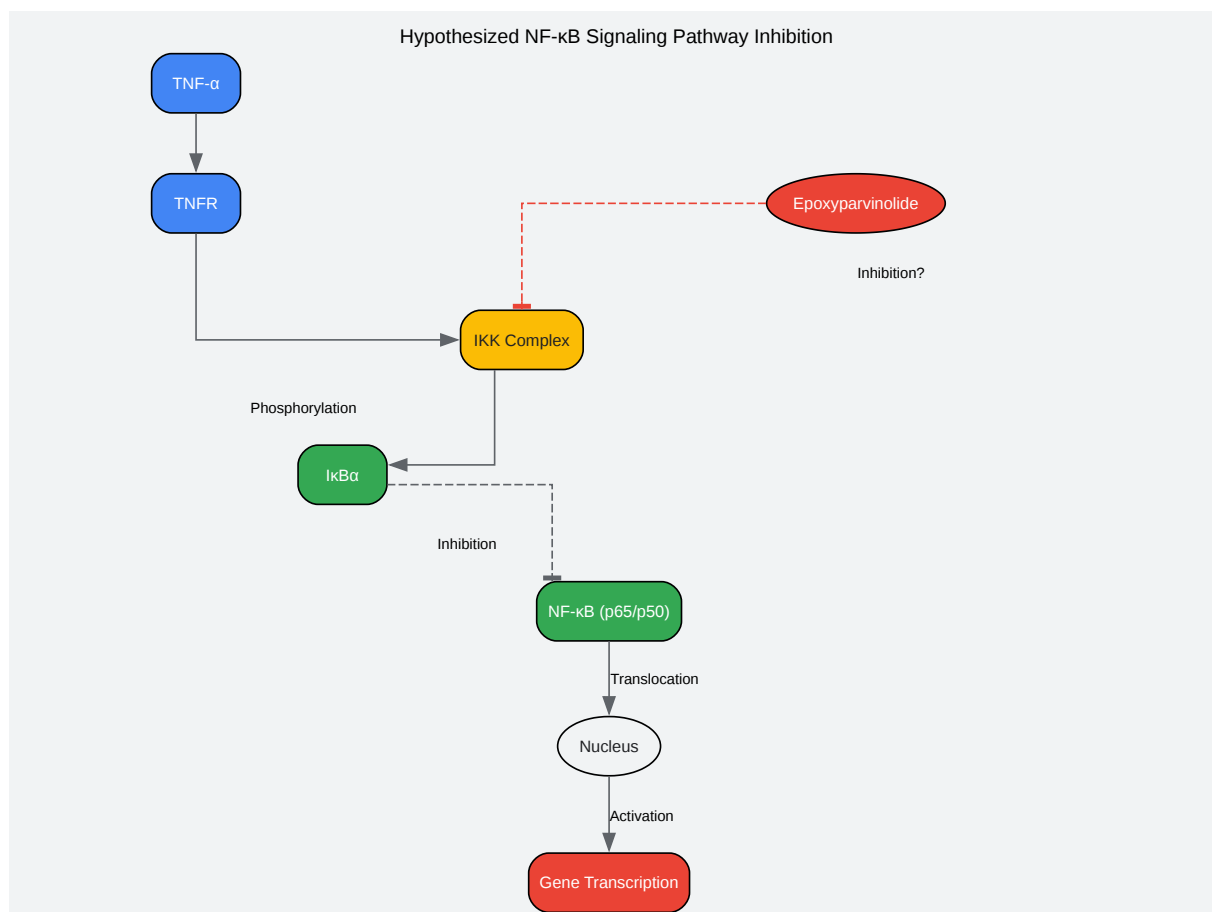 Hypothesized NF-κB Signaling Pathway Inhibition
TNF-α
TNFR
Epoxyparvinolide
Inhibition?
IKK Complex
Phosphorylation
IκBα
Inhibition
NF-κB (p65/p50)
Translocation
Nucleus
Activation
Gene Transcription